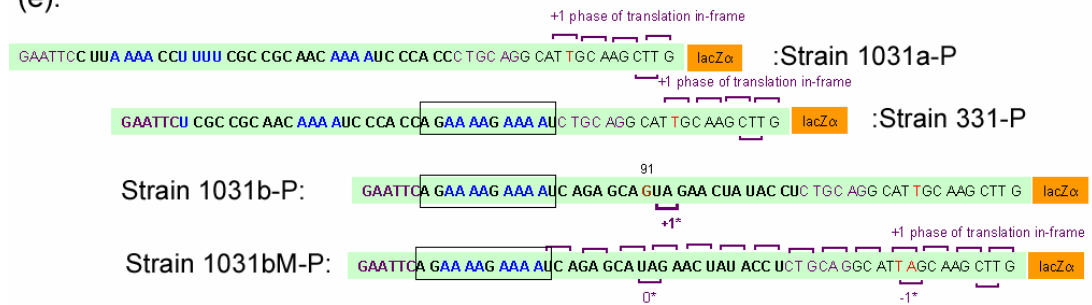 (e):
+1 phase of translation in-frame
GAATTCC UUA AAA CCU UUU CGC CGC AAC AAA AUC CCA CCC TGC AGG CAT TGC AAG CTT G lacZα :Strain 1031a-P
+1 phase of translation in-frame
GAATTCU CGC CGC AAC AAA AUC CCA CCA GAA AAG AAA AUC TGC AGG CAT TGC AAG CTT G lacZα :Strain 331-P
91
Strain 1031b-P: GAATTCA GAA AAG AAA AUC AGA GCA GUA GAA CUA UAC CUC TGC AGG CAT TGC AAG CTT G lacZα
+1*
+1 phase of translation in-frame
Strain 1031bM-P: GAATTCA GAA AAG AAA AUC AGA GCA UAG AAC UAU ACC UCT GCA GGC ATT AGC AAG CTT G lacZα
0* -1*